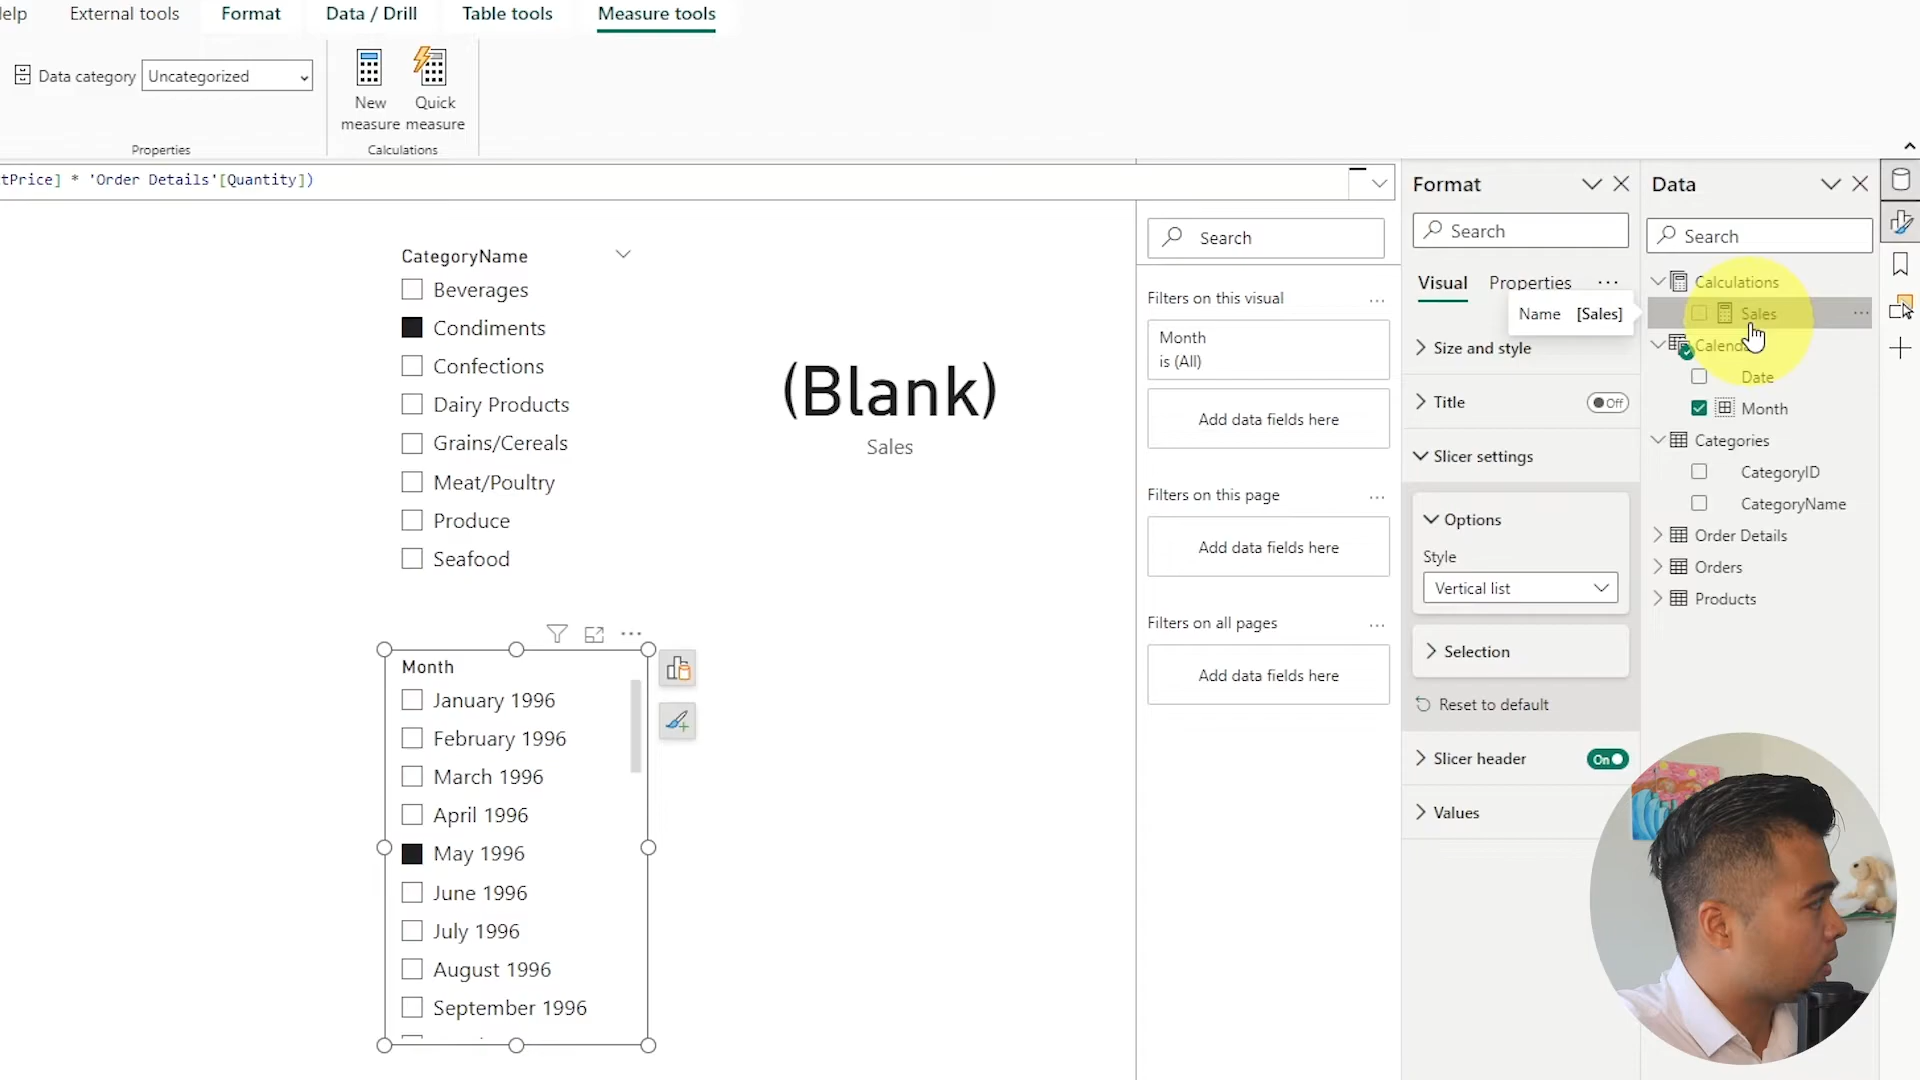 elp
External tools
Format
Data / Drill
Table tools
Measure tools
Data category
Uncategorized
New measure
Quick measure
Properties
Calculations
tPrice] * 'Order Details'[Quantity])
CategoryName
Beverages
Condiments
Confections
Dairy Products
Grains/Cereals
Meat/Poultry
Produce
Seafood
(Blank)
Sales
Month
January 1996
February 1996
March 1996
April 1996
May 1996
June 1996
July 1996
August 1996
September 1996
Search
Filters on this visual
...
Month
is (All)
Add data fields here
Filters on this page
...
Add data fields here
Filters on all pages
...
Add data fields here
Format
Search
Visual
Properties
...
Name [Sales]
Size and style
Title
Off
Slicer settings
Options
Style
Vertical list
Selection
Reset to default
Slicer header
On
Values
Data
Search
Calculations
Sales
...
Calenda
Date
Month
Categories
CategoryID
CategoryName
Order Details
Orders
Products